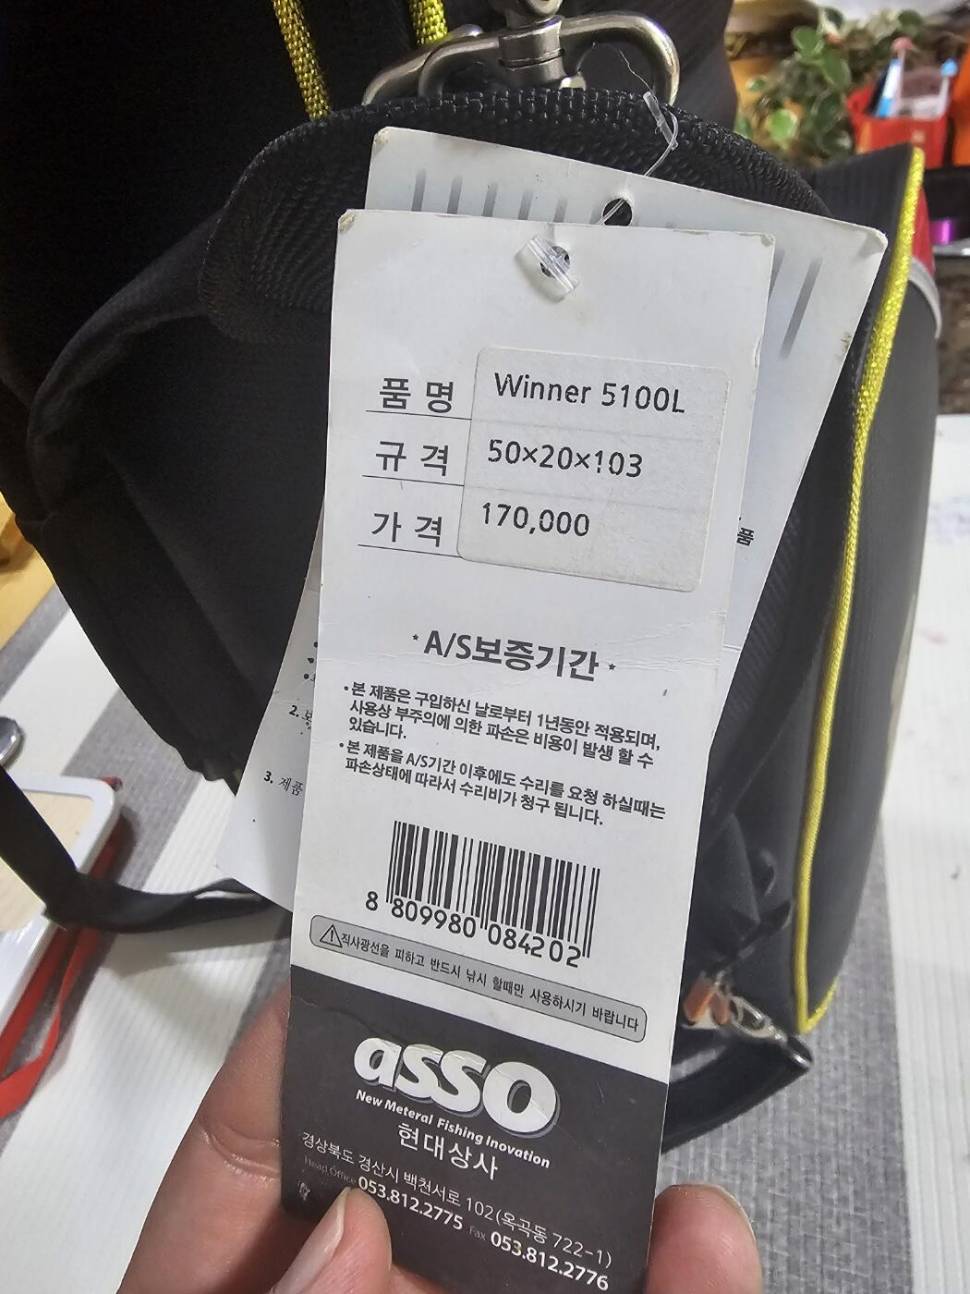 품 명 Winner 5100L
규 격 50×20×103
가 격 170,000
품
· A/S보증기간 ·
• 본 제품은 구입하신 날로부터 1년동안 적용되며,
사용상 부주의에 의한 파손은 비용이 발생 할 수
있습니다.
• 본 제품을 A/S기간 이후에도 수리를 요청 하실때는
파손상태에 따라서 수리비가 청구 됩니다.
2.
3. 제품
8 809980 084202
직사광선을 피하고 반드시 낚시 할때만 사용하시기 바랍니다
asso
New Meteral Fishing Inovation
현대상사
경상북도 경산시 백천서로 102(옥곡동 722-1)
Head Office 053.812.2775 Fax 053.812.2776